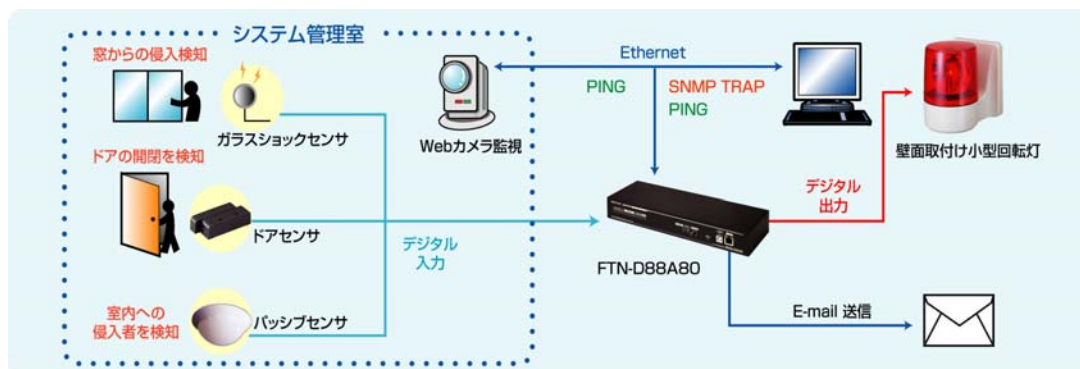 システム管理室
窓からの侵入検知
ガラスショックセンサ
ドアの開閉を検知
ドアセンサ
室内への
侵入者を検知
パッシブセンサ
デジタル
入力
Webカメラ監視
Ethernet
PING
SNMP TRAP
PING
FTN-D88A80
デジタル
出力
壁面取付け小型回転灯
E-mail 送信